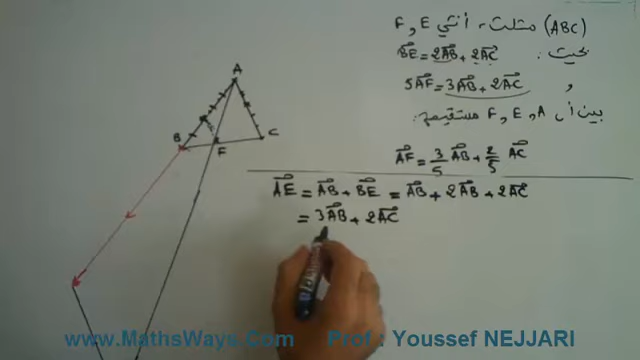 (ABC) مثلث، أنشئ E و F
بحيث: BE = 2AB + 2AC
و 5AF = 3AB + 2AC
بين أن A و E و F مستقيمية
AF = 3/5 AB + 2/5 AC
AE = AB + BE = AB + 2AB + 2AC
= 3AB + 2AC
A
B
C
F
www.MathsWays.Com Prof : Youssef NEJJARI